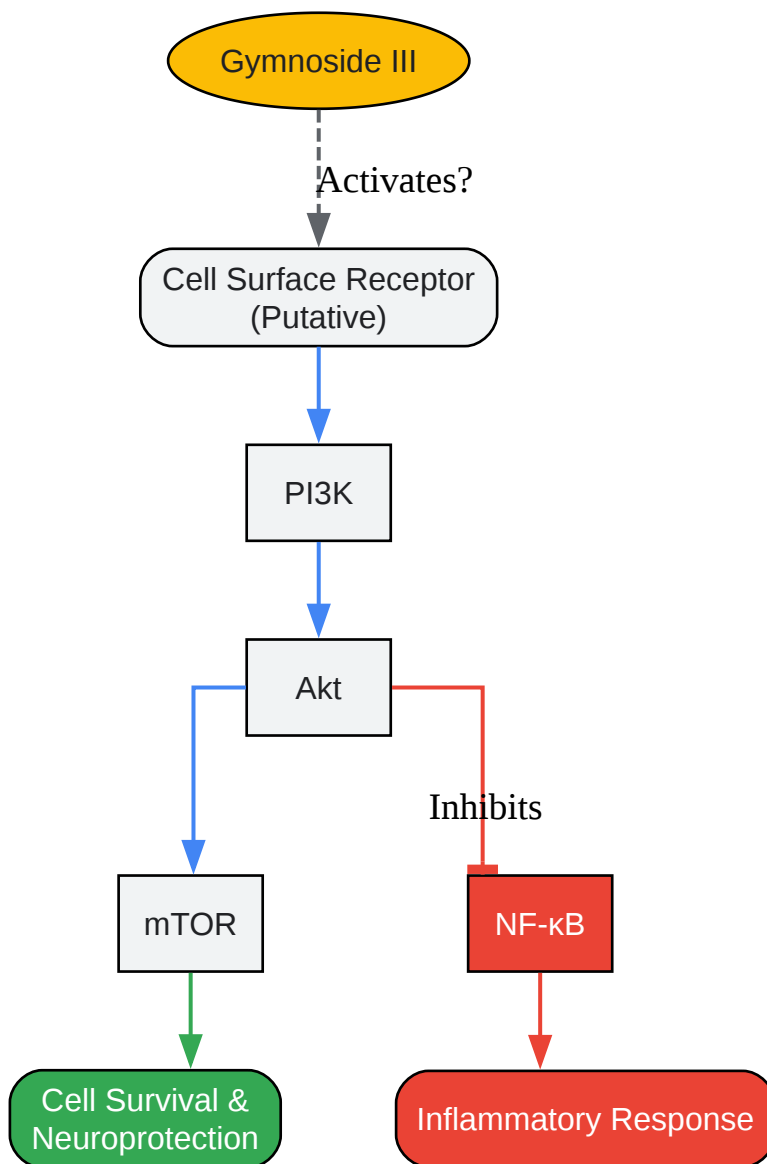 Gymnoside III
Activates?
Cell Surface Receptor
(Putative)
PI3K
Akt
Inhibits
mTOR
NF-κB
Cell Survival &
Neuroprotection
Inflammatory Response